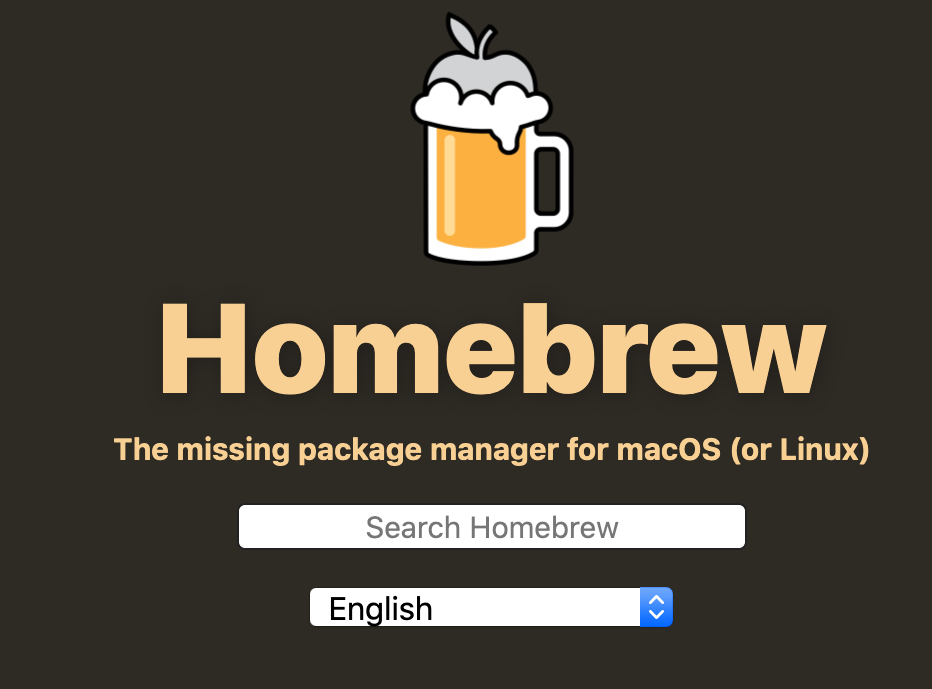 Homebrew
The missing package manager for macOS (or Linux)
Search Homebrew
English